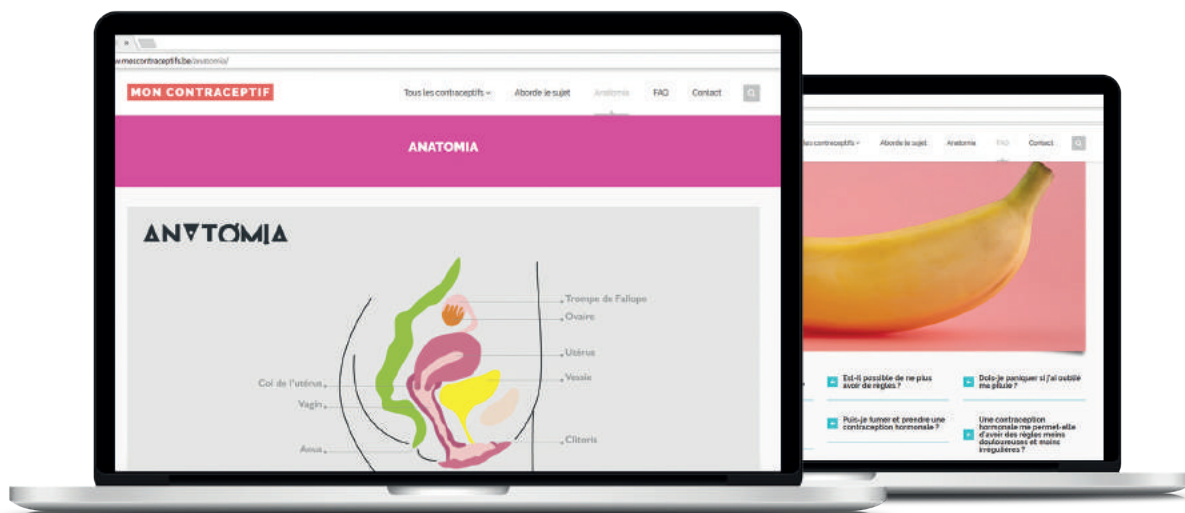 w.mescontraceptifs.be/anatomia/
MON CONTRACEPTIF
Tous les contraceptifs
Aborde le sujet
Anatomia
FAQ
Contact
ANATOMIA
ANATOMIA
Trompe de Fallope
Ovaire
Utérus
Vessie
Col de l'utérus
Vagin
Clitoris
Anus
les contraceptifs
Aborde le sujet
Anatomia
FAQ
Contact
Est-il possible de ne plus
avoir de règles ?
Dois-je paniquer si j'ai oublié
ma pilule ?
Puis-je fumer et prendre une
contraception hormonale ?
Une contraception
hormonale me permet-elle
d'avoir des règles moins
douloureuses et moins
irrégulières ?